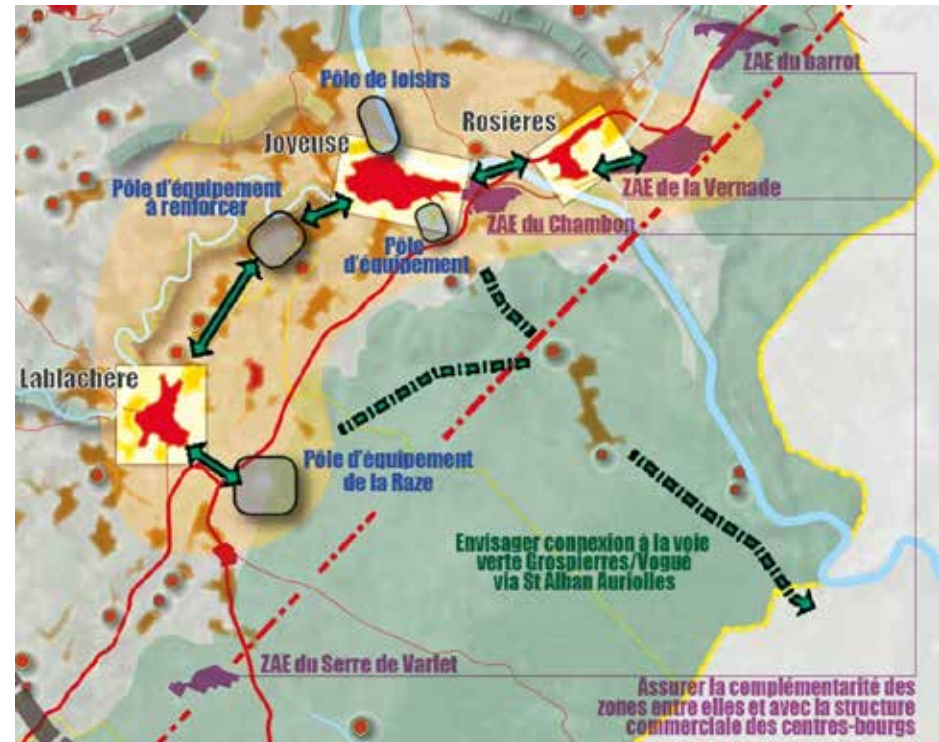 ZAE du barrot
Pôle de loisirs
Rosières
Joyeuse
Pôle d'équipement
à renforcer
ZAE de la Vernade
ZAE du Chambon
Pôle
d'équipement
Lablachère
Pôle d'équipement
de la Raze
Envisager connexion à la voie
verte Grospierres/Vogué
via St Alban Auriolles
ZAE du Serre de Varlet
Assurer la complémentarité des
zones entre elles et avec la structure
commerciale des centres-bourgs